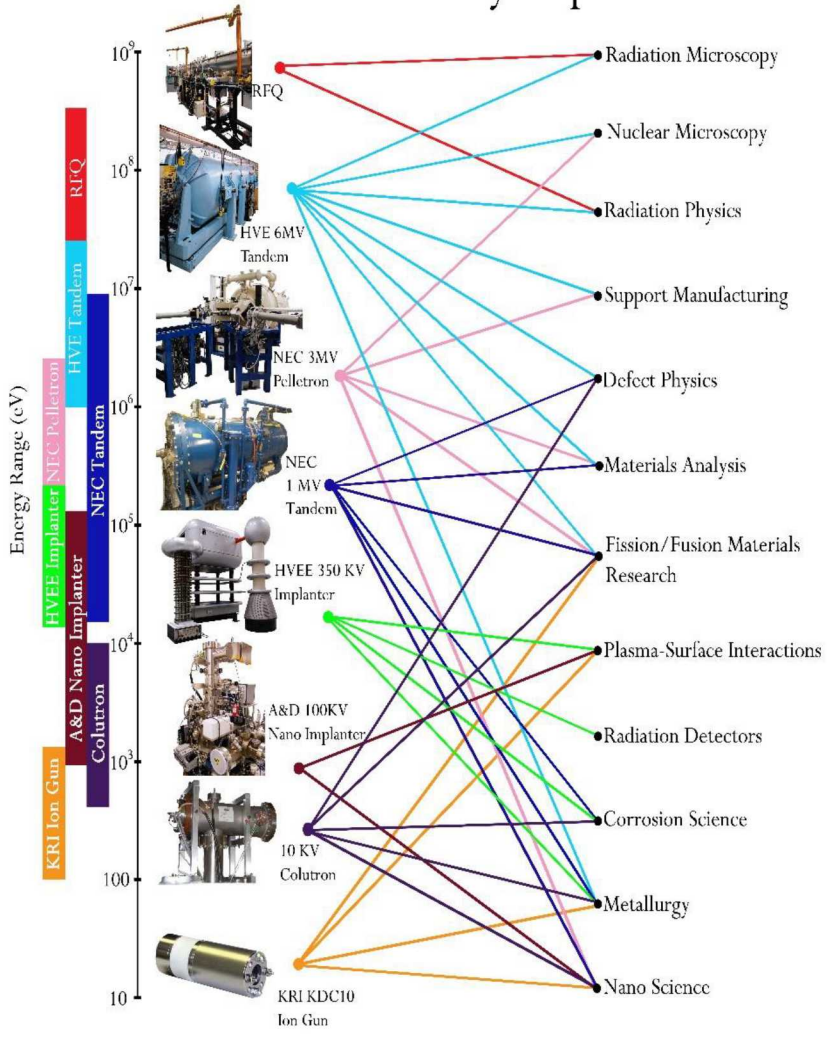 10⁹
10⁸
10⁷
10⁶
10⁵
10⁴
10³
100
10
Energy Range (eV)
RFQ
HVE Tandem
NEC Pelletron
NEC Tandem
HVEE Implanter
A&D Nano Implanter
Colutron
KRI Ion Gun
RFQ
HVE 6MV
Tandem
NEC 3MV
Pelletron
NEC
1 MV
Tandem
HVEE 350 KV
Implanter
A&D 100KV
Nano Implanter
10 KV
Colutron
KRI KDC10
Ion Gun
Radiation Microscopy
Nuclear Microscopy
Radiation Physics
Support Manufacturing
Defect Physics
Materials Analysis
Fission/Fusion Materials
Research
Plasma-Surface Interactions
Radiation Detectors
Corrosion Science
Metallurgy
Nano Science